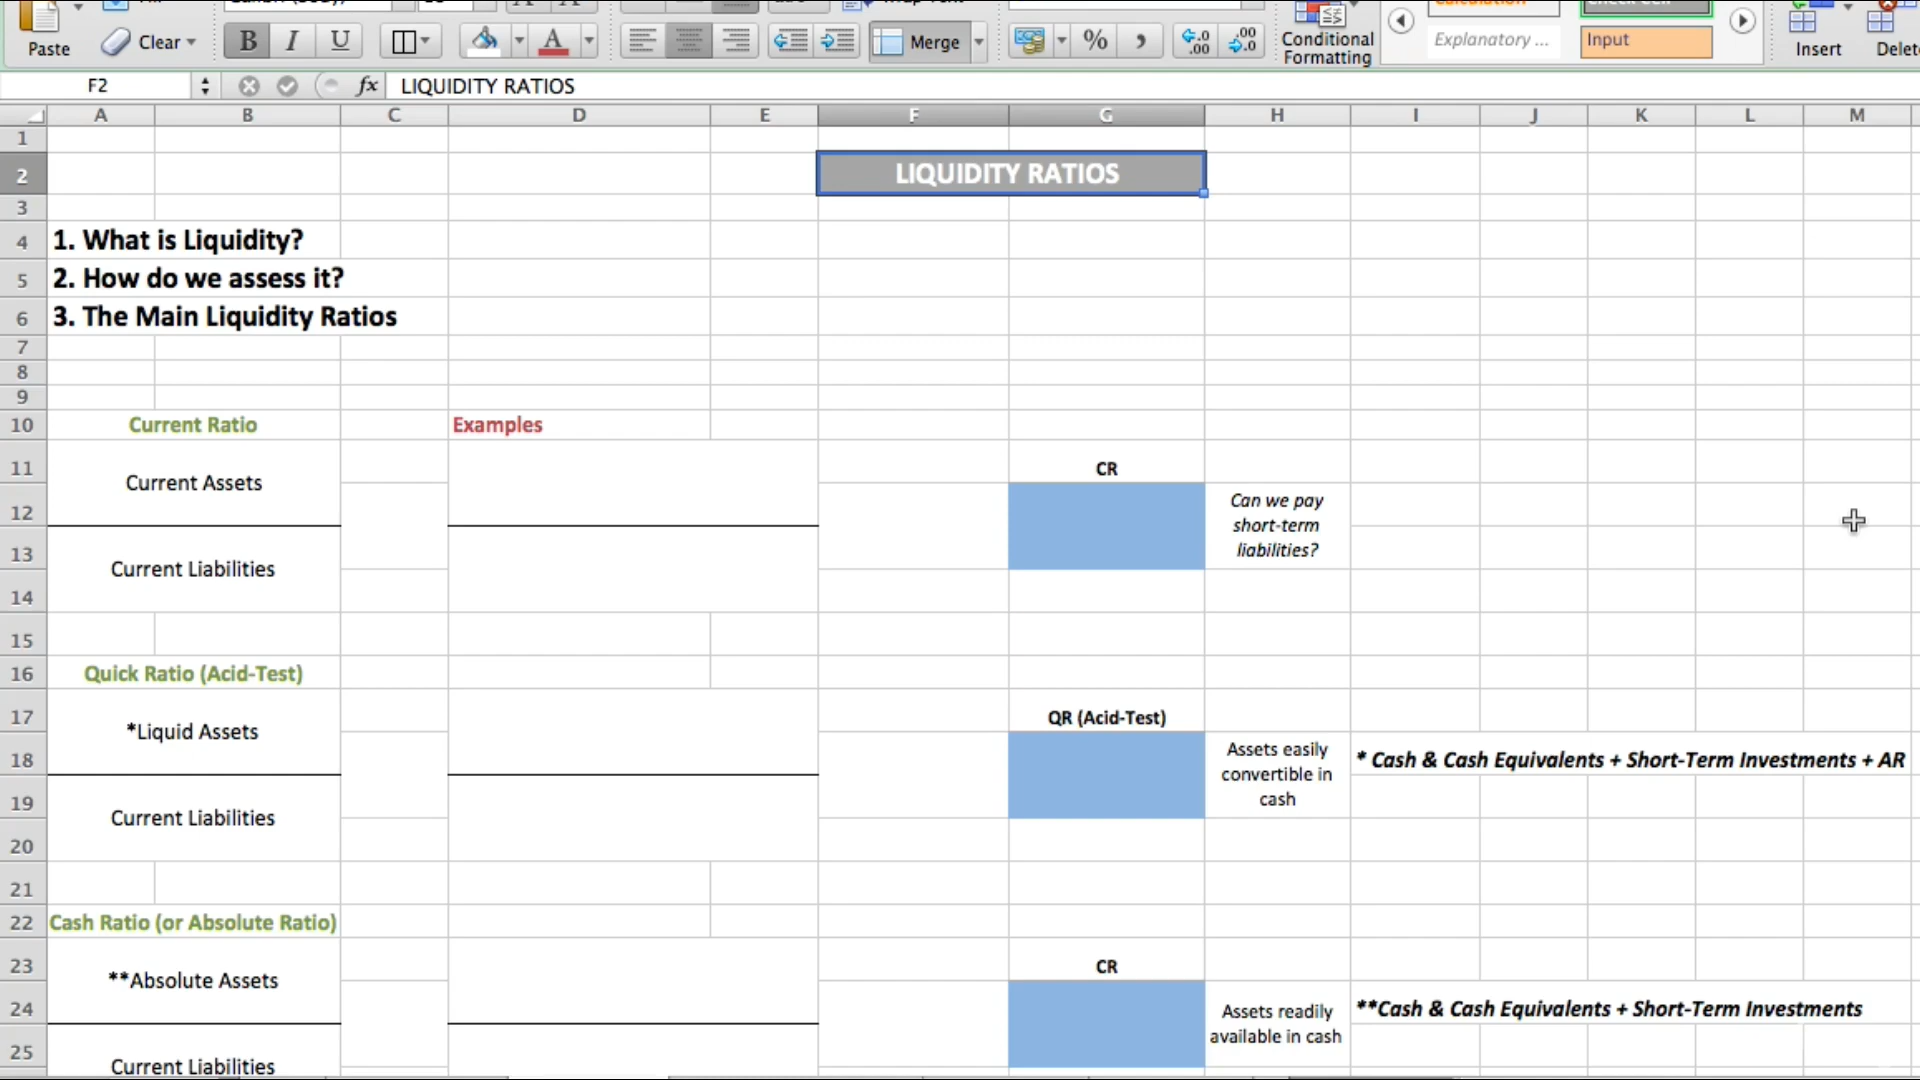 Paste
Clear
B I U
A
Merge
%
,
.0
.00
.00
.0
Conditional
Formatting
Explanatory ...
Input
Insert
F2
fx
LIQUIDITY RATIOS
A B C D E F G H I J K L M
1
2 LIQUIDITY RATIOS
3
4 1. What is Liquidity?
5 2. How do we assess it?
6 3. The Main Liquidity Ratios
7
8
9
10 Current Ratio Examples
11 CR
Current Assets
12 Can we pay
short-term
13 liabilities?
Current Liabilities
14
15
16 Quick Ratio (Acid-Test)
17 QR (Acid-Test)
*Liquid Assets
18 Assets easily * Cash & Cash Equivalents + Short-Term Investments + AR
convertible in
19 cash
Current Liabilities
20
21
22 Cash Ratio (or Absolute Ratio)
23 CR
**Absolute Assets
24 Assets readily **Cash & Cash Equivalents + Short-Term Investments
available in cash
25
Current Liabilities